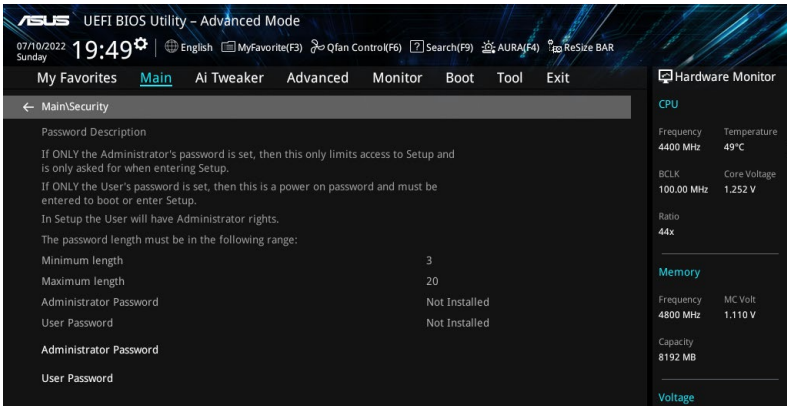 ASUS UEFI BIOS Utility – Advanced Mode
07/10/2022 Sunday 19:49 English MyFavorite(F3) Qfan Control(F6) ? Search(F9) AURA(F4) ReSize BAR
My Favorites Main Ai Tweaker Advanced Monitor Boot Tool Exit
← Main\Security
Password Description
If ONLY the Administrator's password is set, then this only limits access to Setup and
is only asked for when entering Setup.
If ONLY the User's password is set, then this is a power on password and must be
entered to boot or enter Setup.
In Setup the User will have Administrator rights.
The password length must be in the following range:
Minimum length 3
Maximum length 20
Administrator Password Not Installed
User Password Not Installed
Administrator Password
User Password
Hardware Monitor
CPU
Frequency Temperature
4400 MHz 49°C
BCLK Core Voltage
100.00 MHz 1.252 V
Ratio
44x
Memory
Frequency MC Volt
4800 MHz 1.110 V
Capacity
8192 MB
Voltage